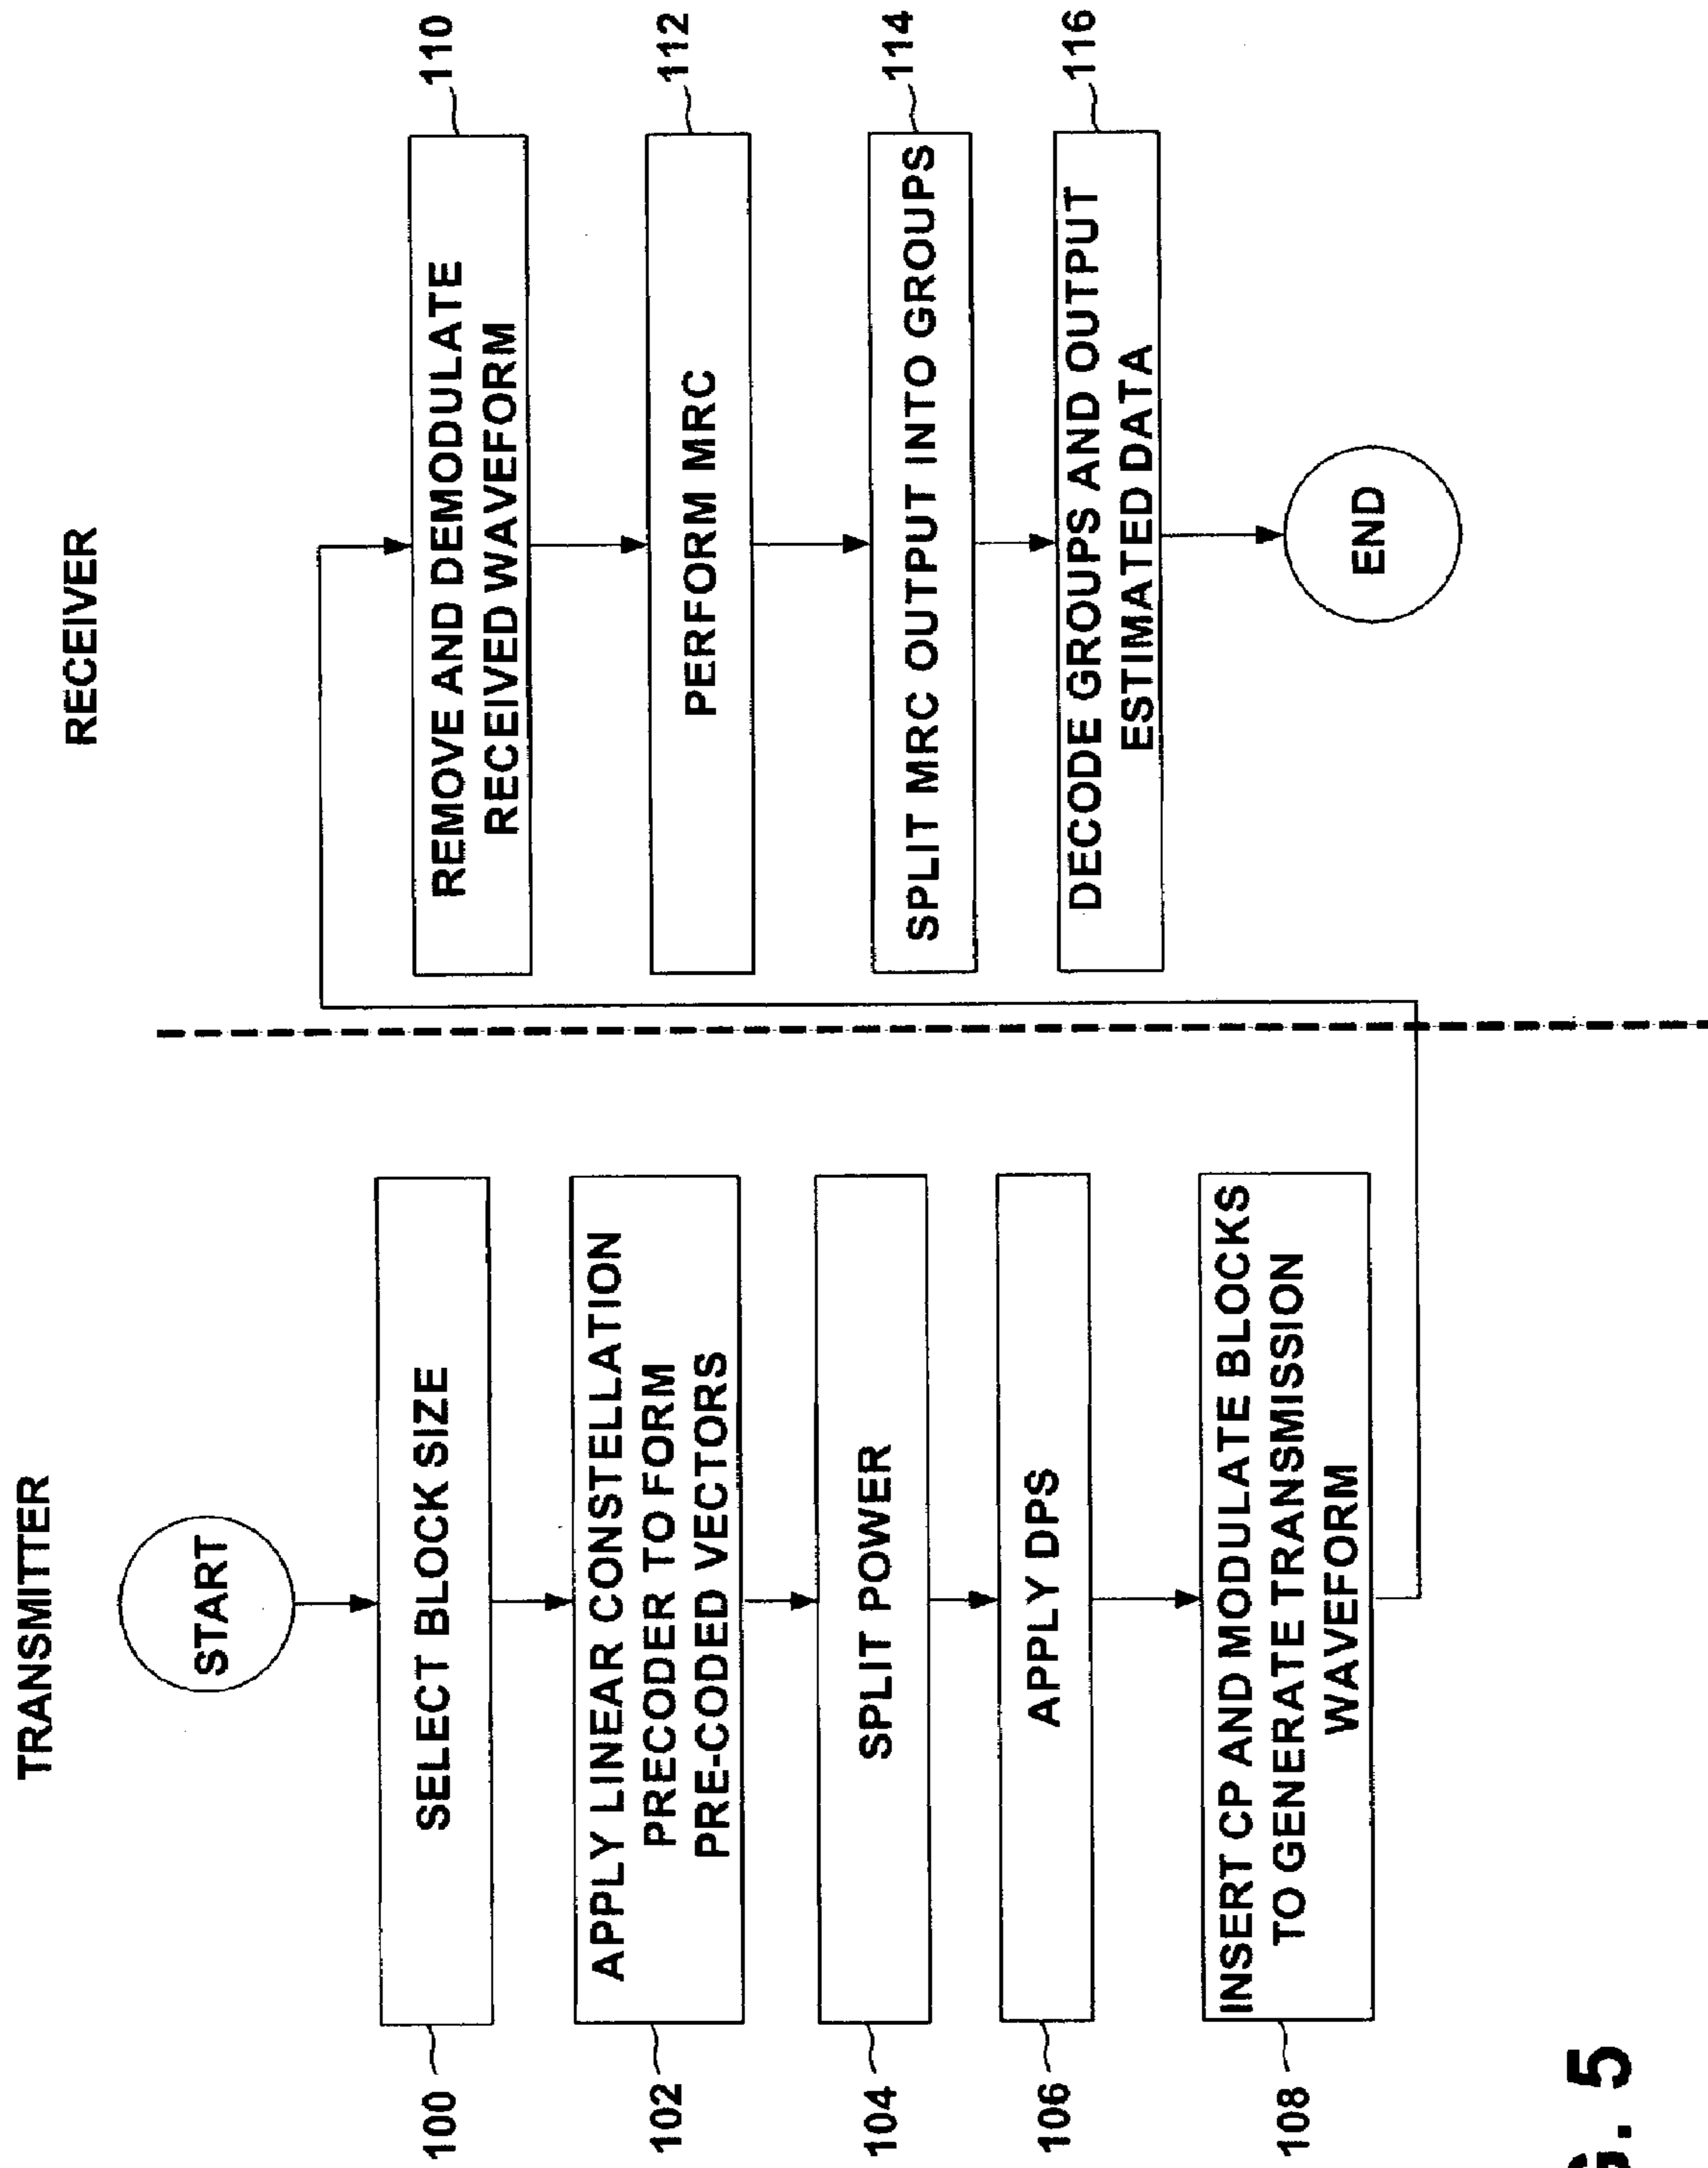 TRANSMITTER
START
100
SELECT BLOCK SIZE
102
APPLY LINEAR CONSTELLATION
PRECODER TO FORM
PRE-CODED VECTORS
104
SPLIT POWER
106
APPLY DPS
108
INSERT CP AND MODULATE BLOCKS
TO GENERATE TRANSMISSION
WAVEFORM
RECEIVER
REMOVE AND DEMODULATE
RECEIVED WAVEFORM
110
PERFORM MRC
112
SPLIT MRC OUTPUT INTO GROUPS
114
DECODE GROUPS AND OUTPUT
ESTIMATED DATA
116
END
G. 5